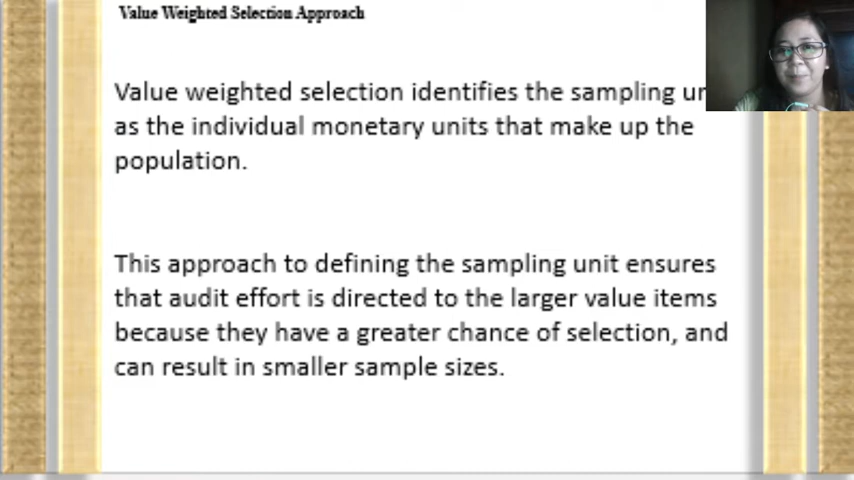 Value Weighted Selection Approach
Value weighted selection identifies the sampling
as the individual monetary units that make up the
population.
This approach to defining the sampling unit ensures
that audit effort is directed to the larger value items
because they have a greater chance of selection, and
can result in smaller sample sizes.